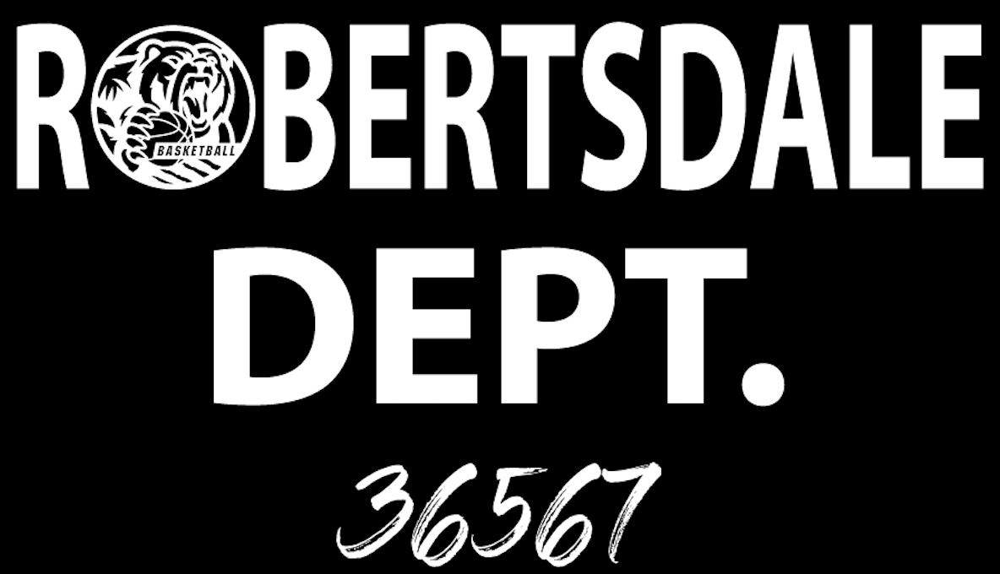 ROBERTSDALE
BASKETBALL
DEPT.
36567